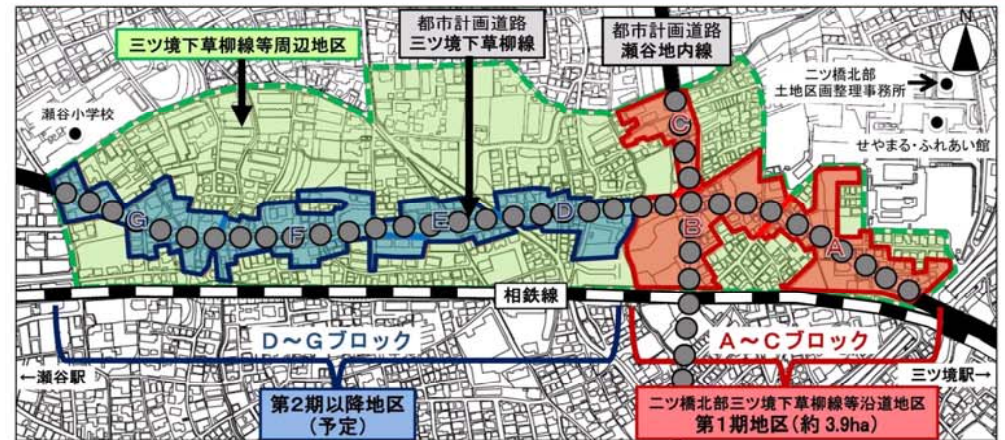 三ツ境下草柳線等周辺地区
都市計画道路
三ツ境下草柳線
都市計画道路
瀬谷地内線
N
二ツ橋北部
土地区画整理事務所
瀬谷小学校
せやまる・ふれあい館
C
G
F
E
D
B
A
相鉄線
D～Gブロック
A～Cブロック
←瀬谷駅
三ツ境駅→
第2期以降地区
(予定)
二ツ橋北部三ツ境下草柳線等沿道地区
第1期地区(約 3.9ha)